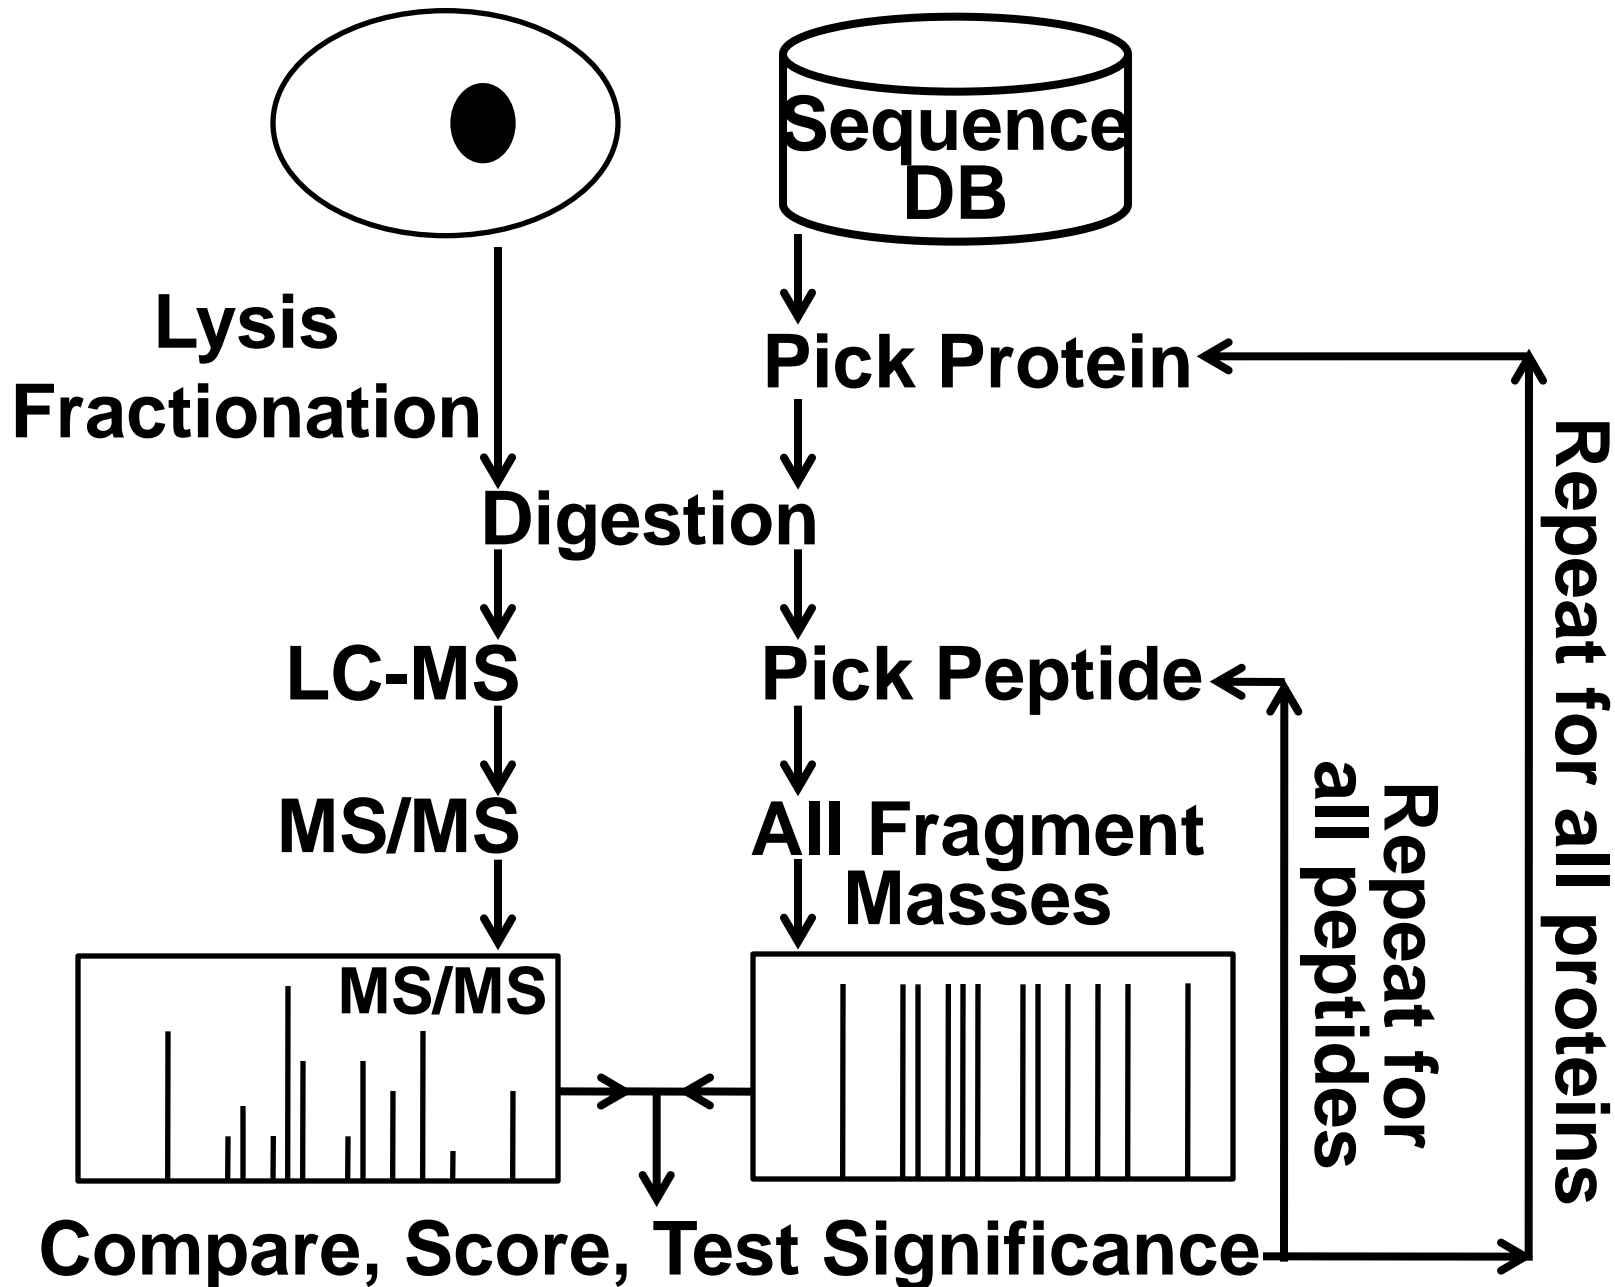 Sequence
DB
Lysis
Fractionation
Pick Protein
Digestion
LC-MS
Pick Peptide
MS/MS
All Fragment
Masses
MS/MS
Compare, Score, Test Significance
Repeat for
all peptides
Repeat for all proteins